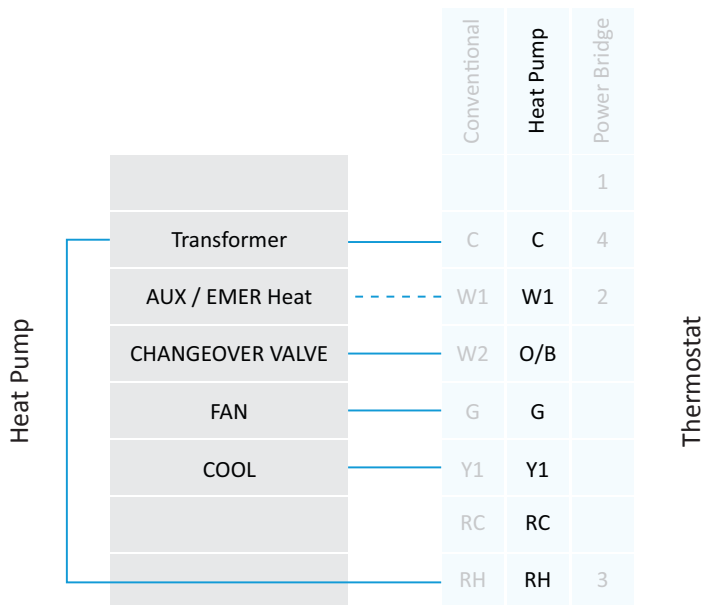 Conventional
Heat Pump
Power Bridge
1
Transformer C C 4
AUX / EMER Heat W1 W1 2
CHANGEOVER VALVE W2 O/B
FAN G G
COOL Y1 Y1
RC RC
RH RH 3
Heat Pump
Thermostat